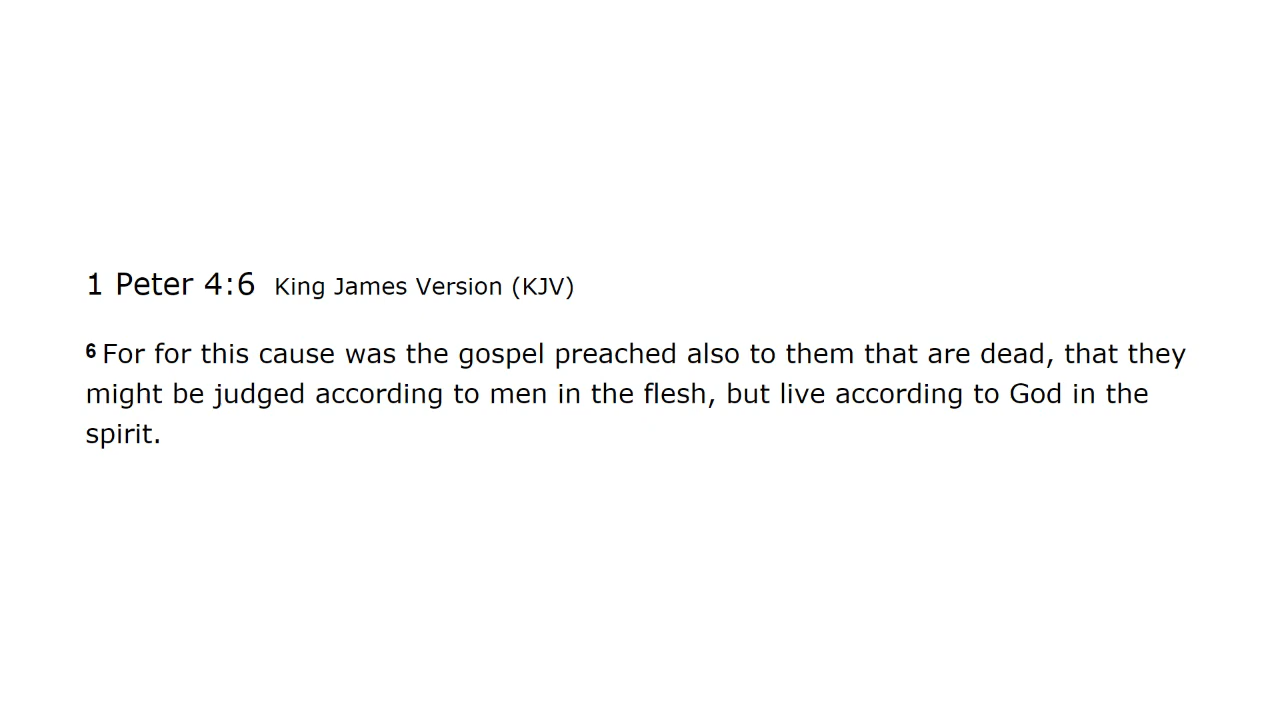 1 Peter 4:6 King James Version (KJV)
6 For for this cause was the gospel preached also to them that are dead, that they
might be judged according to men in the flesh, but live according to God in the
spirit.